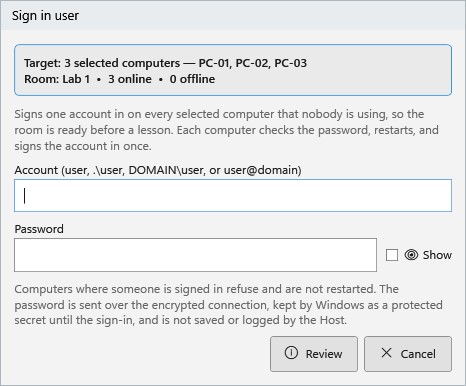 Sign in user
Target: 3 selected computers — PC-01, PC-02, PC-03
Room: Lab 1 • 3 online • 0 offline
Signs one account in on every selected computer that nobody is using, so the
room is ready before a lesson. Each computer checks the password, restarts, and
signs the account in once.
Account (user, .\user, DOMAIN\user, or user@domain)
Password
Show
Computers where someone is signed in refuse and are not restarted. The
password is sent over the encrypted connection, kept by Windows as a protected
secret until the sign-in, and is not saved or logged by the Host.
Review
Cancel